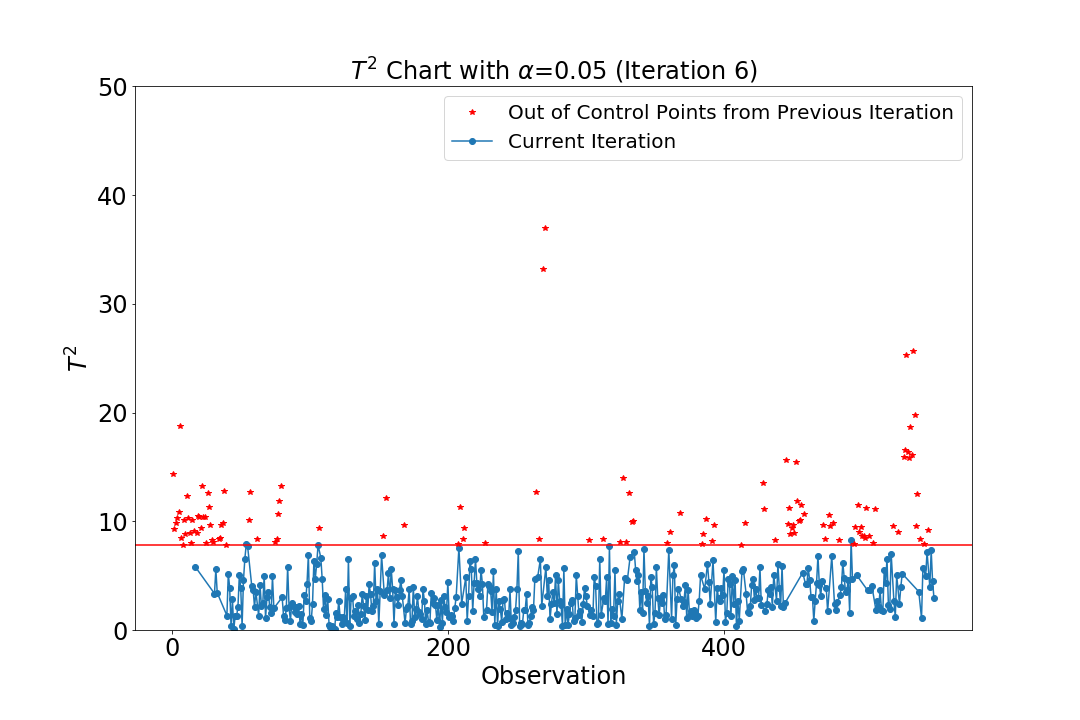 T² Chart with α=0.05 (Iteration 6)
Out of Control Points from Previous Iteration
Current Iteration
50
40
30
20
10
0
T²
0 200 400
Observation